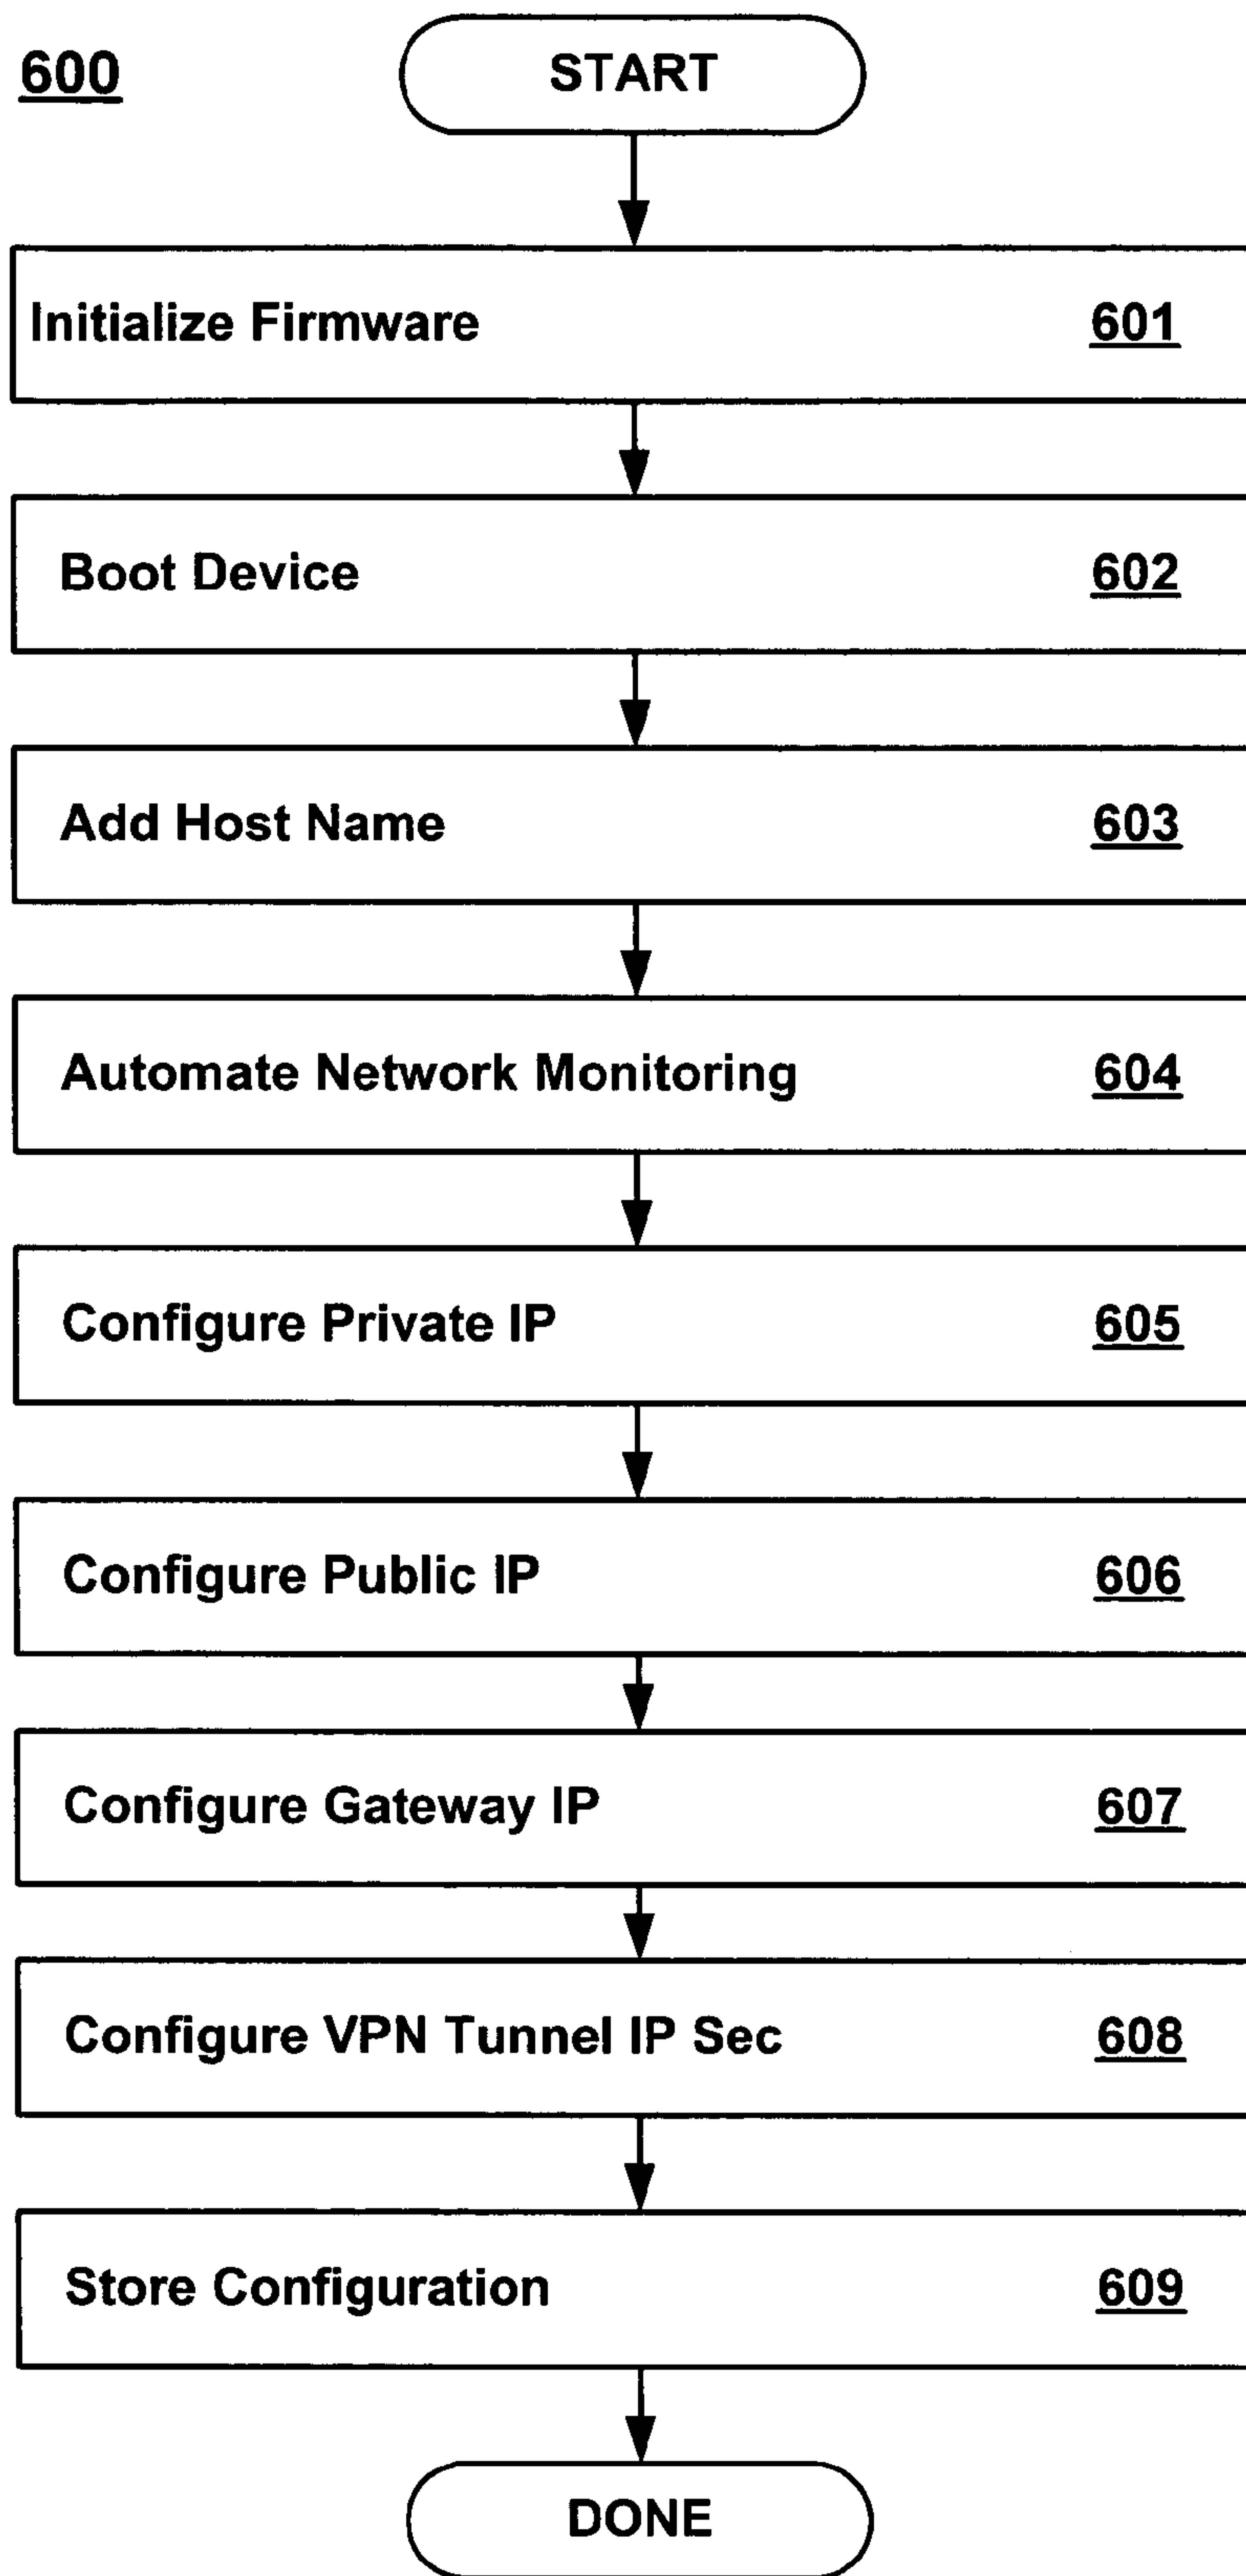 600
START
Initialize Firmware 601
Boot Device 602
Add Host Name 603
Automate Network Monitoring 604
Configure Private IP 605
Configure Public IP 606
Configure Gateway IP 607
Configure VPN Tunnel IP Sec 608
Store Configuration 609
DONE